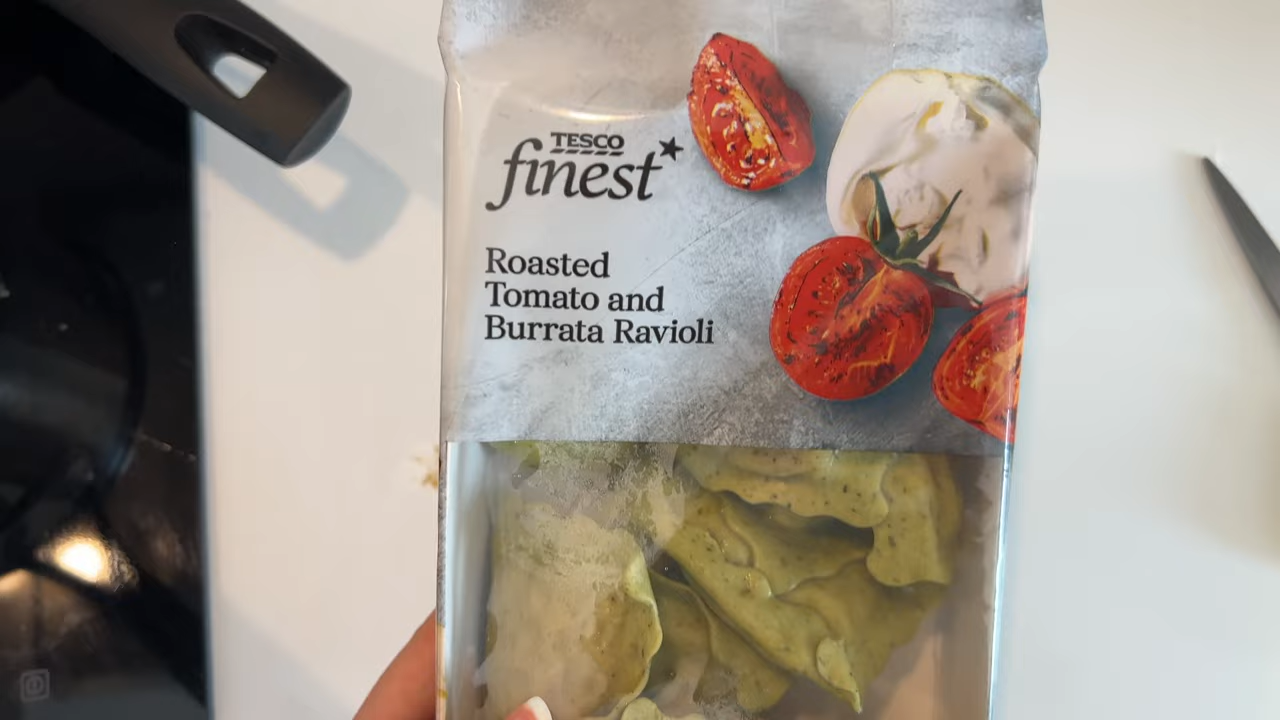 TESCO
finest
Roasted
Tomato and
Burrata Ravioli